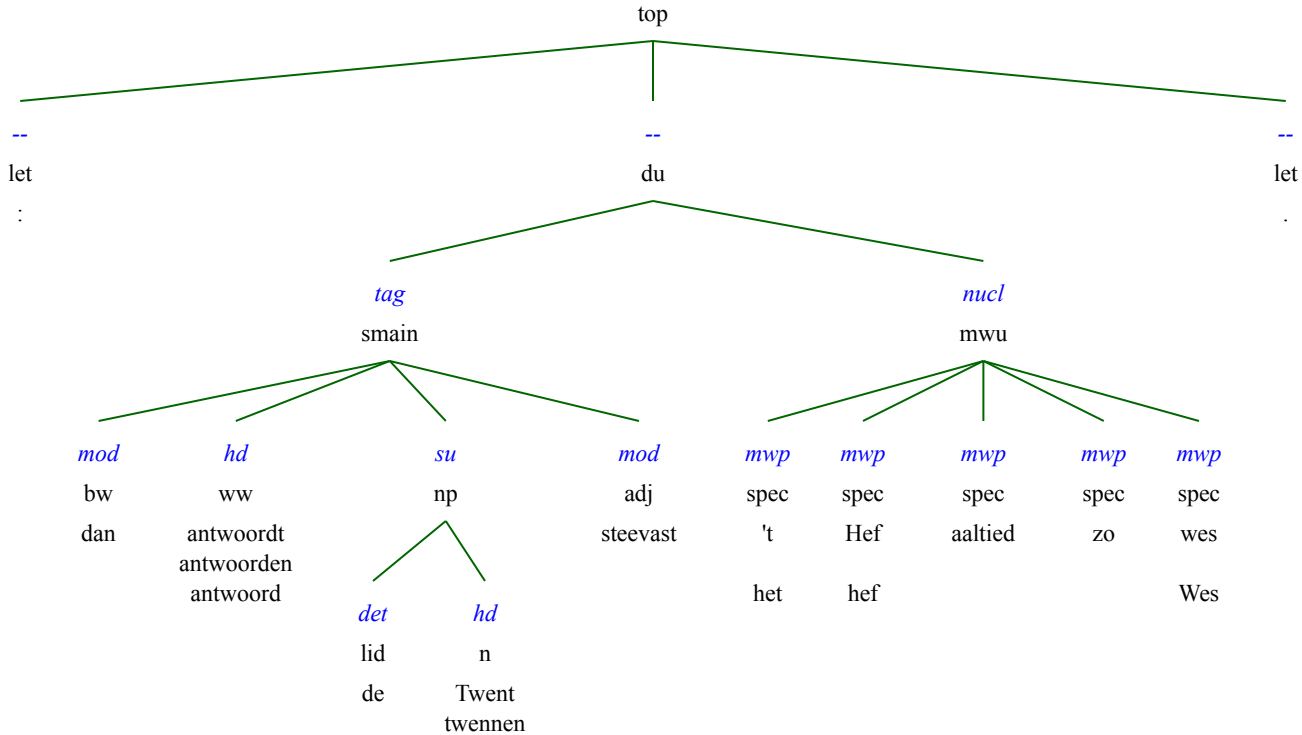 top
-- -- --
let du let
: .
tag nucl
smain mwu
mod hd su mod mwp mwp mwp mwp mwp
bw ww np adj spec spec spec spec spec
dan antwoordt steevast 't Hef aaltied zo wes
antwoorden
antwoord het hef Wes
det hd
lid n
de Twent
twennen